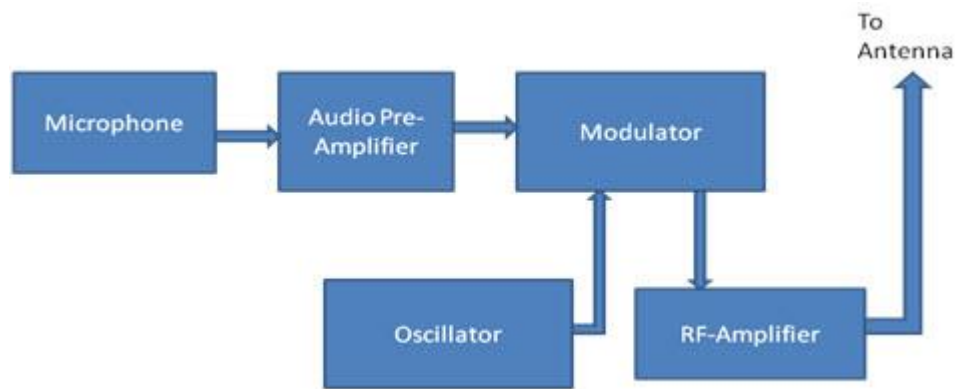 To
Antenna
Microphone
Audio Pre-
Amplifier
Modulator
Oscillator
RF-Amplifier